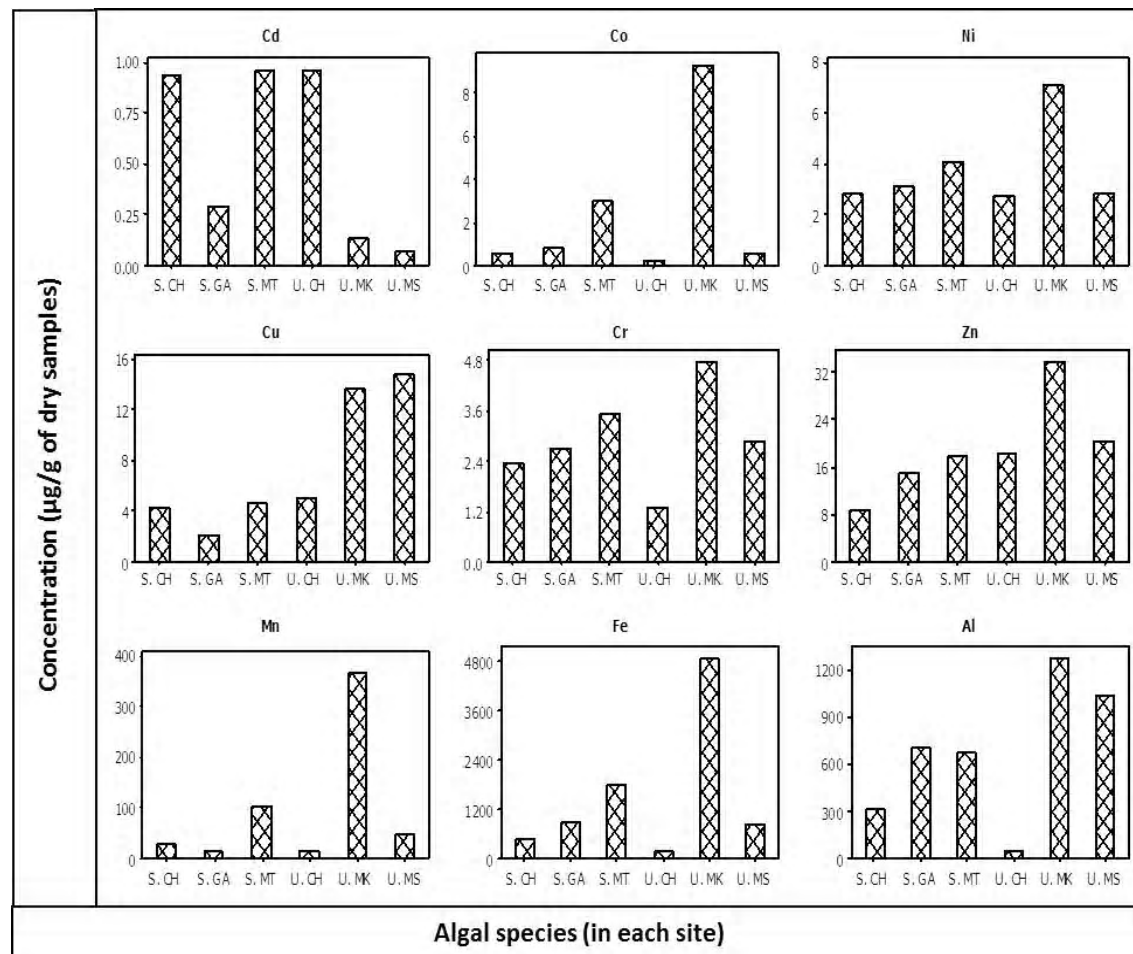 Concentration (µg/g of dry samples)
Cd
1.00
0.75
0.50
0.25
0.00
S.CH S.GA S.MT U.CH U.MK U.MS
Co
8
6
4
2
0
S.CH S.GA S.MT U.CH U.MK U.MS
Ni
8
6
4
2
0
S.CH S.GA S.MT U.CH U.MK U.MS
Cu
16
12
8
4
0
S.CH S.GA S.MT U.CH U.MK U.MS
Cr
4.8
3.6
2.4
1.2
0.0
S.CH S.GA S.MT U.CH U.MK U.MS
Zn
32
24
16
8
0
S.CH S.GA S.MT U.CH U.MK U.MS
Mn
400
300
200
100
0
S.CH S.GA S.MT U.CH U.MK U.MS
Fe
4800
3600
2400
1200
0
S.CH S.GA S.MT U.CH U.MK U.MS
Al
1200
900
600
300
0
S.CH S.GA S.MT U.CH U.MK U.MS
Algal species (in each site)